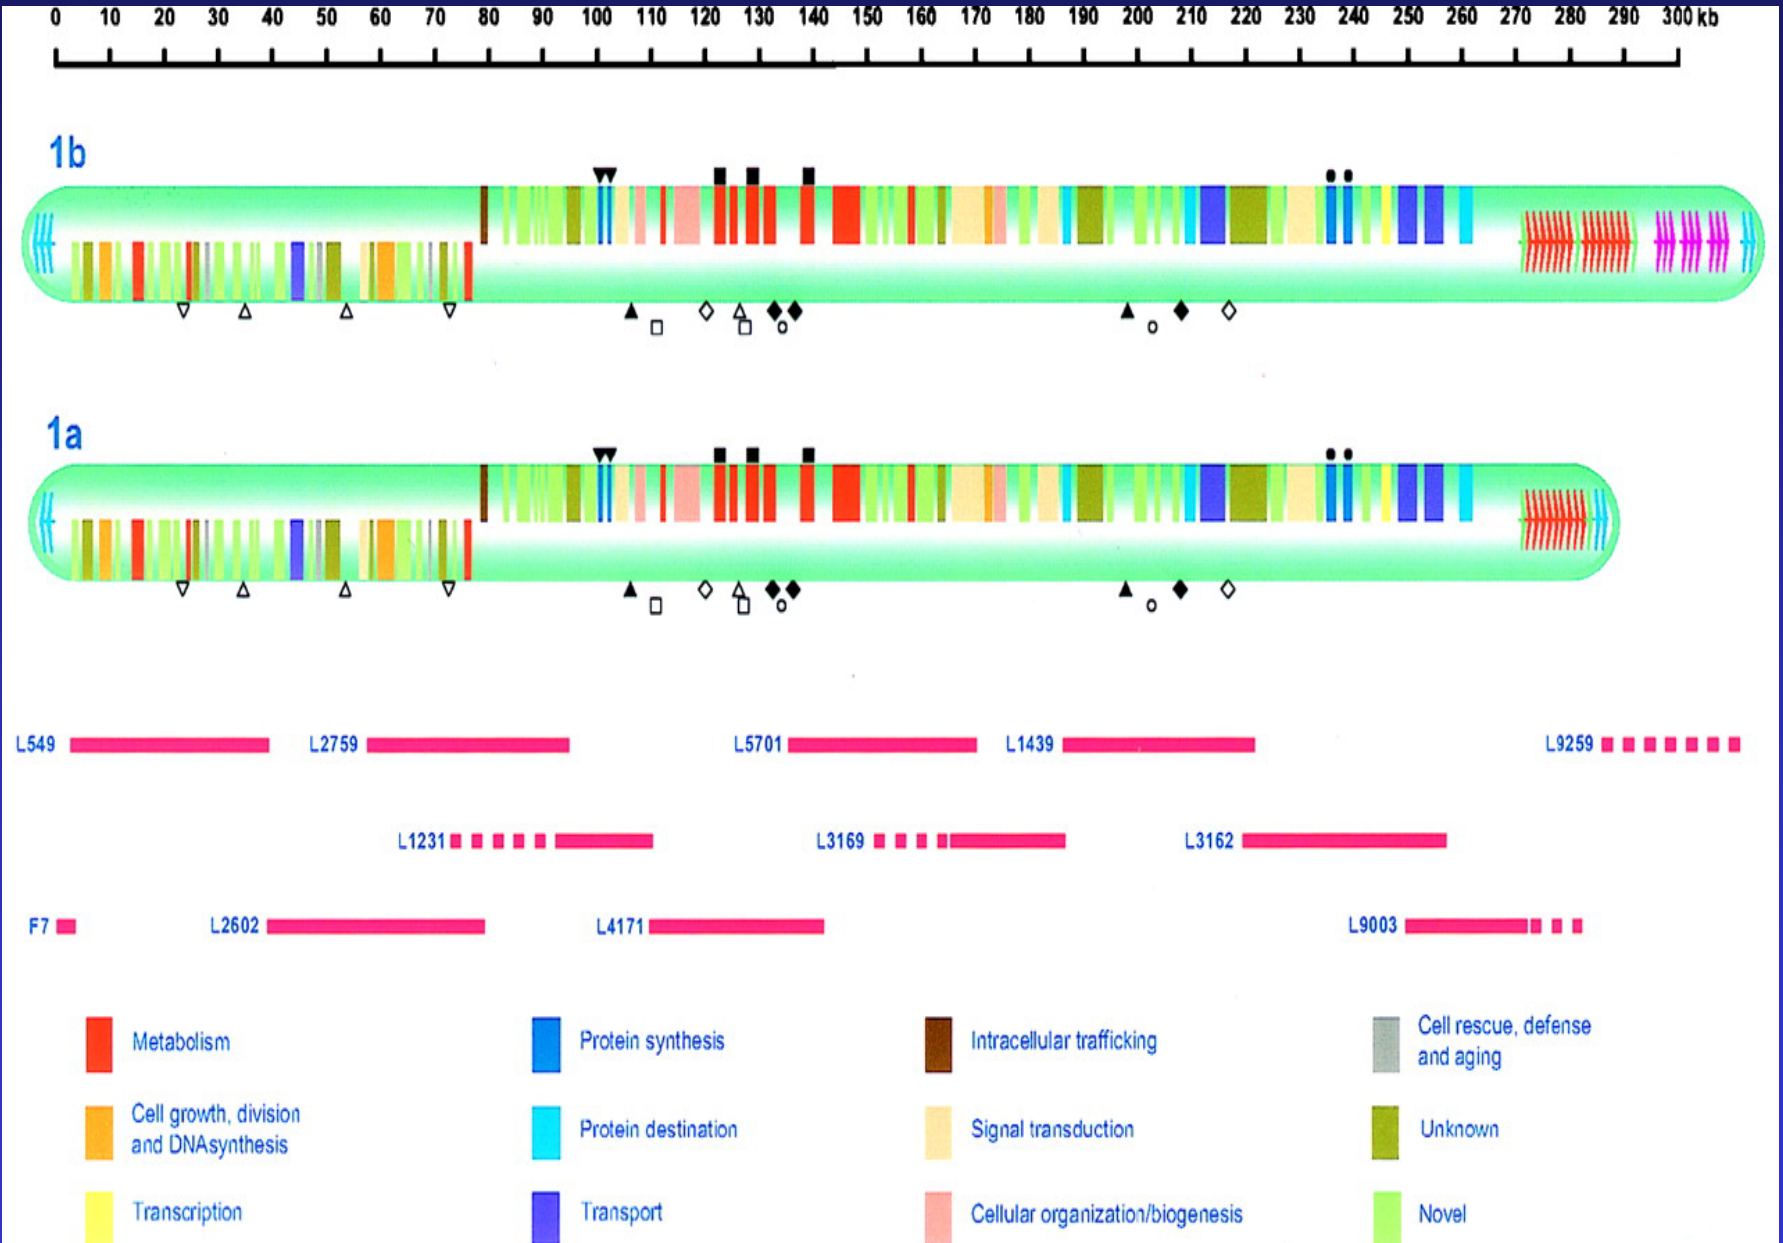 0 10 20 30 40 50 60 70 80 90 100 110 120 130 140 150 160 170 180 190 200 210 220 230 240 250 260 270 280 290 300 kb
1b
1a
L549 L2759 L5701 L1439 L9259
L1231 L3169 L3162
F7 L2602 L4171 L9003
Metabolism
Protein synthesis
Intracellular trafficking
Cell rescue, defense
and aging
Cell growth, division
and DNAsynthesis
Protein destination
Signal transduction
Unknown
Transcription
Transport
Cellular organization/biogenesis
Novel